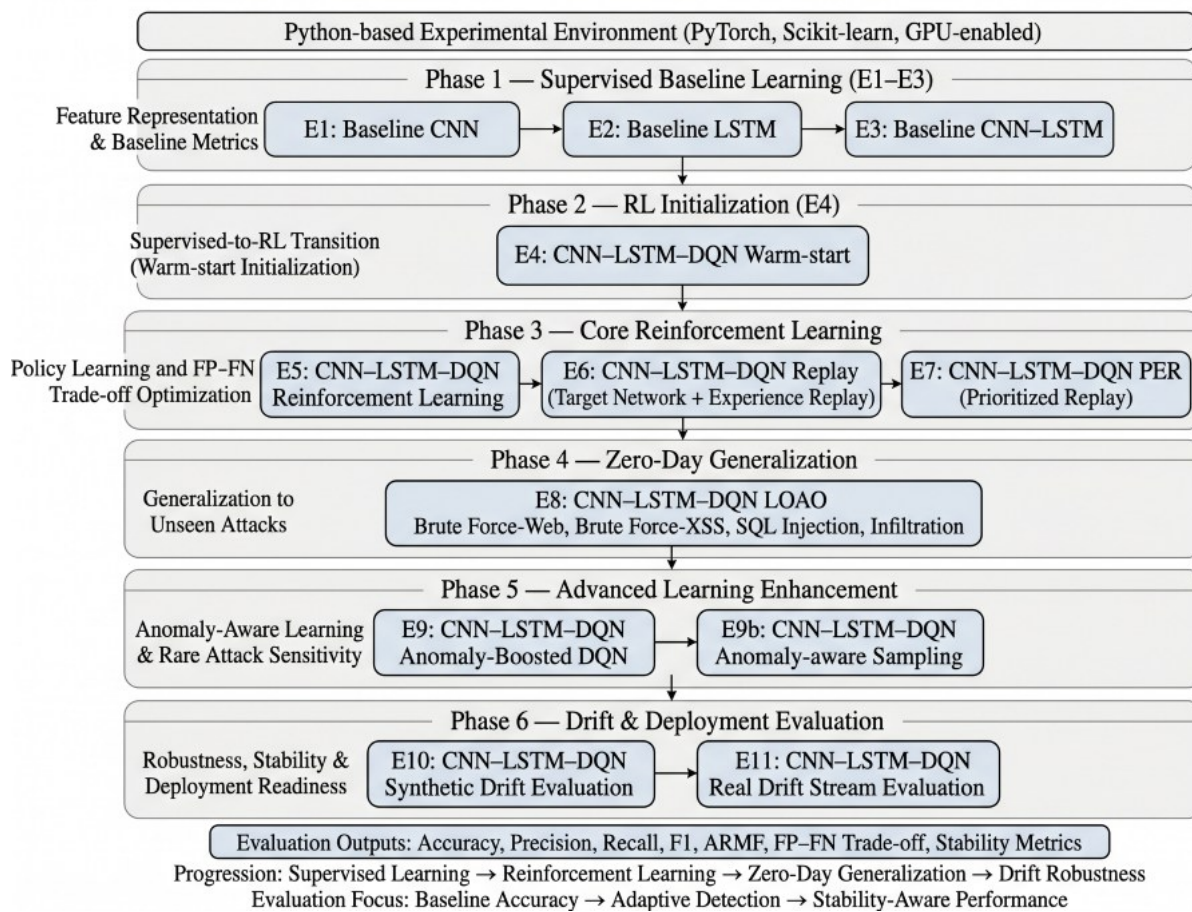 Python-based Experimental Environment (PyTorch, Scikit-learn, GPU-enabled)
Phase 1 — Supervised Baseline Learning (E1–E3)
Feature Representation
& Baseline Metrics
E1: Baseline CNN
E2: Baseline LSTM
E3: Baseline CNN–LSTM
Phase 2 — RL Initialization (E4)
Supervised-to-RL Transition
(Warm-start Initialization)
E4: CNN–LSTM-DQN Warm-start
Phase 3 — Core Reinforcement Learning
Policy Learning and FP–FN
Trade-off Optimization
E5: CNN–LSTM–DQN
Reinforcement Learning
E6: CNN–LSTM–DQN Replay
(Target Network + Experience Replay)
E7: CNN–LSTM–DQN PER
(Prioritized Replay)
Phase 4 — Zero-Day Generalization
Generalization to
Unseen Attacks
E8: CNN–LSTM–DQN LOAO
Brute Force-Web, Brute Force-XSS, SQL Injection, Infiltration
Phase 5 — Advanced Learning Enhancement
Anomaly-Aware Learning
& Rare Attack Sensitivity
E9: CNN–LSTM–DQN
Anomaly-Boosted DQN
E9b: CNN–LSTM–DQN
Anomaly-aware Sampling
Phase 6 — Drift & Deployment Evaluation
Robustness, Stability &
Deployment Readiness
E10: CNN–LSTM–DQN
Synthetic Drift Evaluation
E11: CNN–LSTM–DQN
Real Drift Stream Evaluation
Evaluation Outputs: Accuracy, Precision, Recall, F1, ARMF, FP–FN Trade-off, Stability Metrics
Progression: Supervised Learning → Reinforcement Learning → Zero-Day Generalization → Drift Robustness
Evaluation Focus: Baseline Accuracy → Adaptive Detection → Stability-Aware Performance